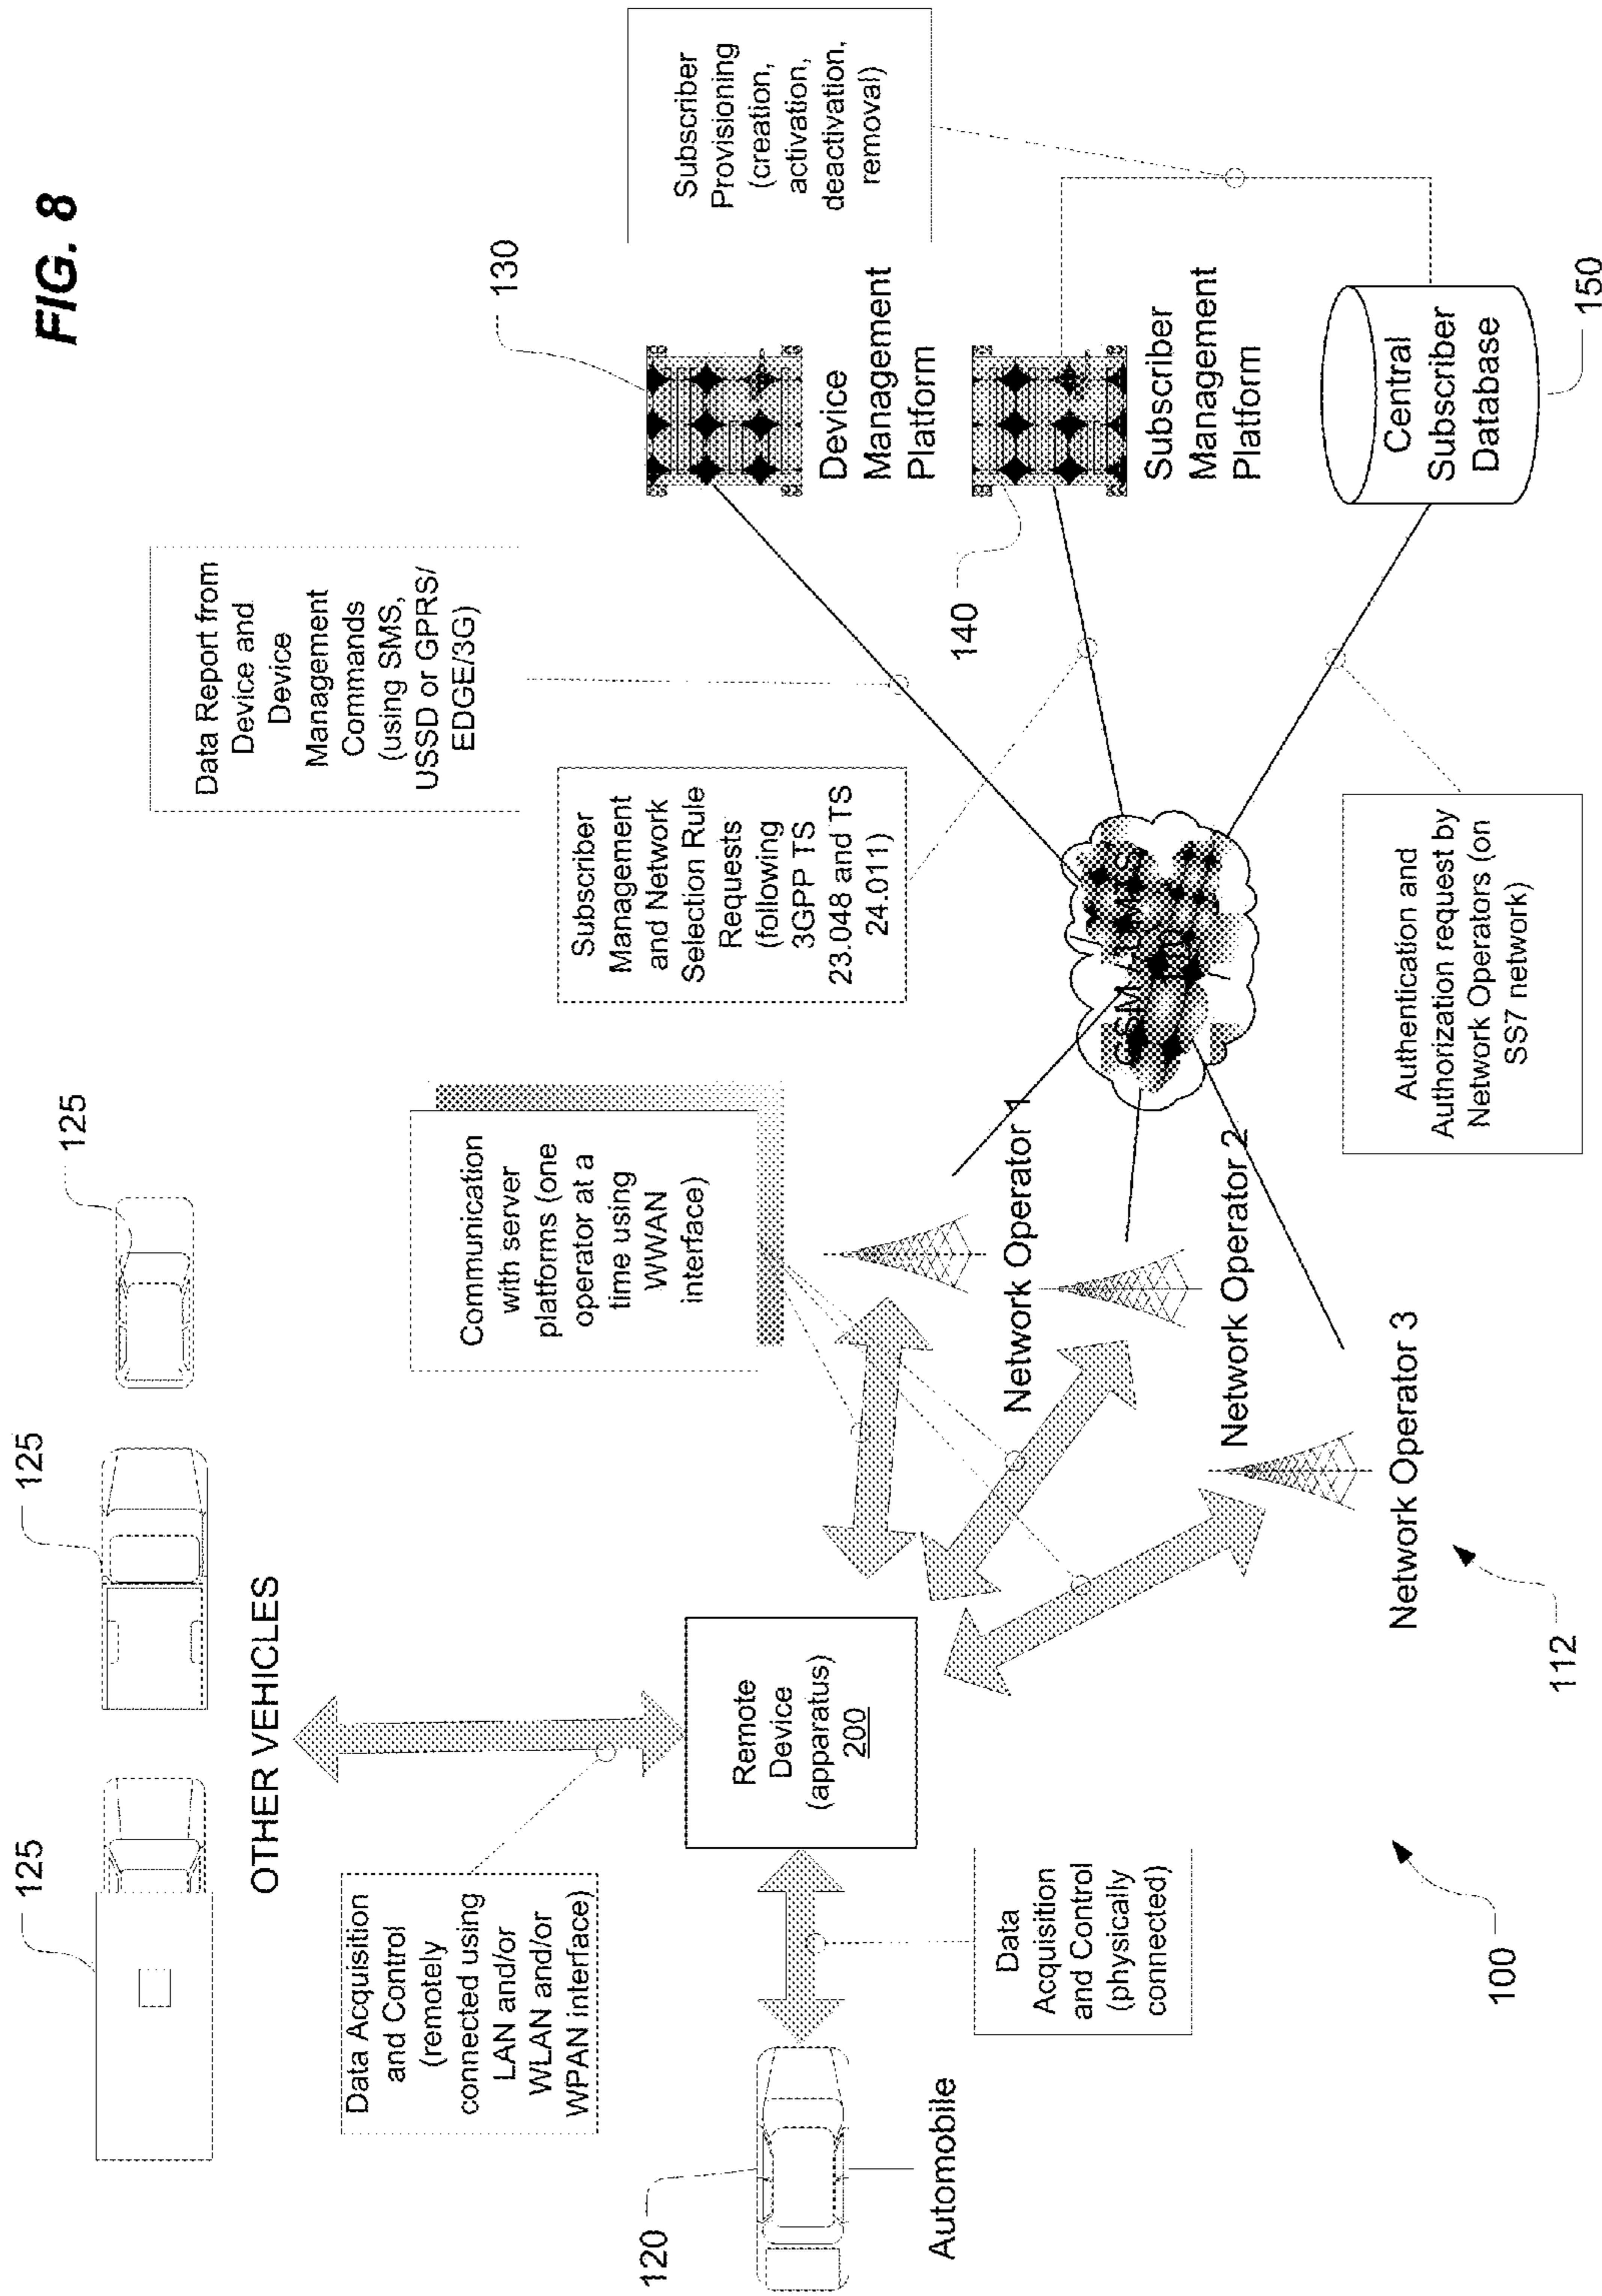 FIG. 8
125
125
125
OTHER VEHICLES
Data Acquisition
and Control
(remotely
connected using
LAN and/or
WLAN and/or
WPAN interface)
Communication
with server
platforms (one
operator at a
time using
WWAN
interface)
Data Report from
Device and
Device
Management
Commands
(using SMS,
USSD or GPRS/
EDGE/3G)
130
Subscriber
Management
and Network
Selection Rule
Requests
(following
3GPP TS
23.048 and TS
24.011)
Subscriber
Provisioning
(creation,
activation,
deactivation,
removal)
120
Automobile
Remote
Device
(apparatus)
200
Data
Acquisition
and Control
(physically
connected)
Network Operator 1
Network Operator 2
Network Operator 3
112
100
Device
Management
Platform
140
Subscriber
Management
Platform
Central
Subscriber
Database
150
Authentication and
Authorization request by
Network Operators (on
SS7 network)